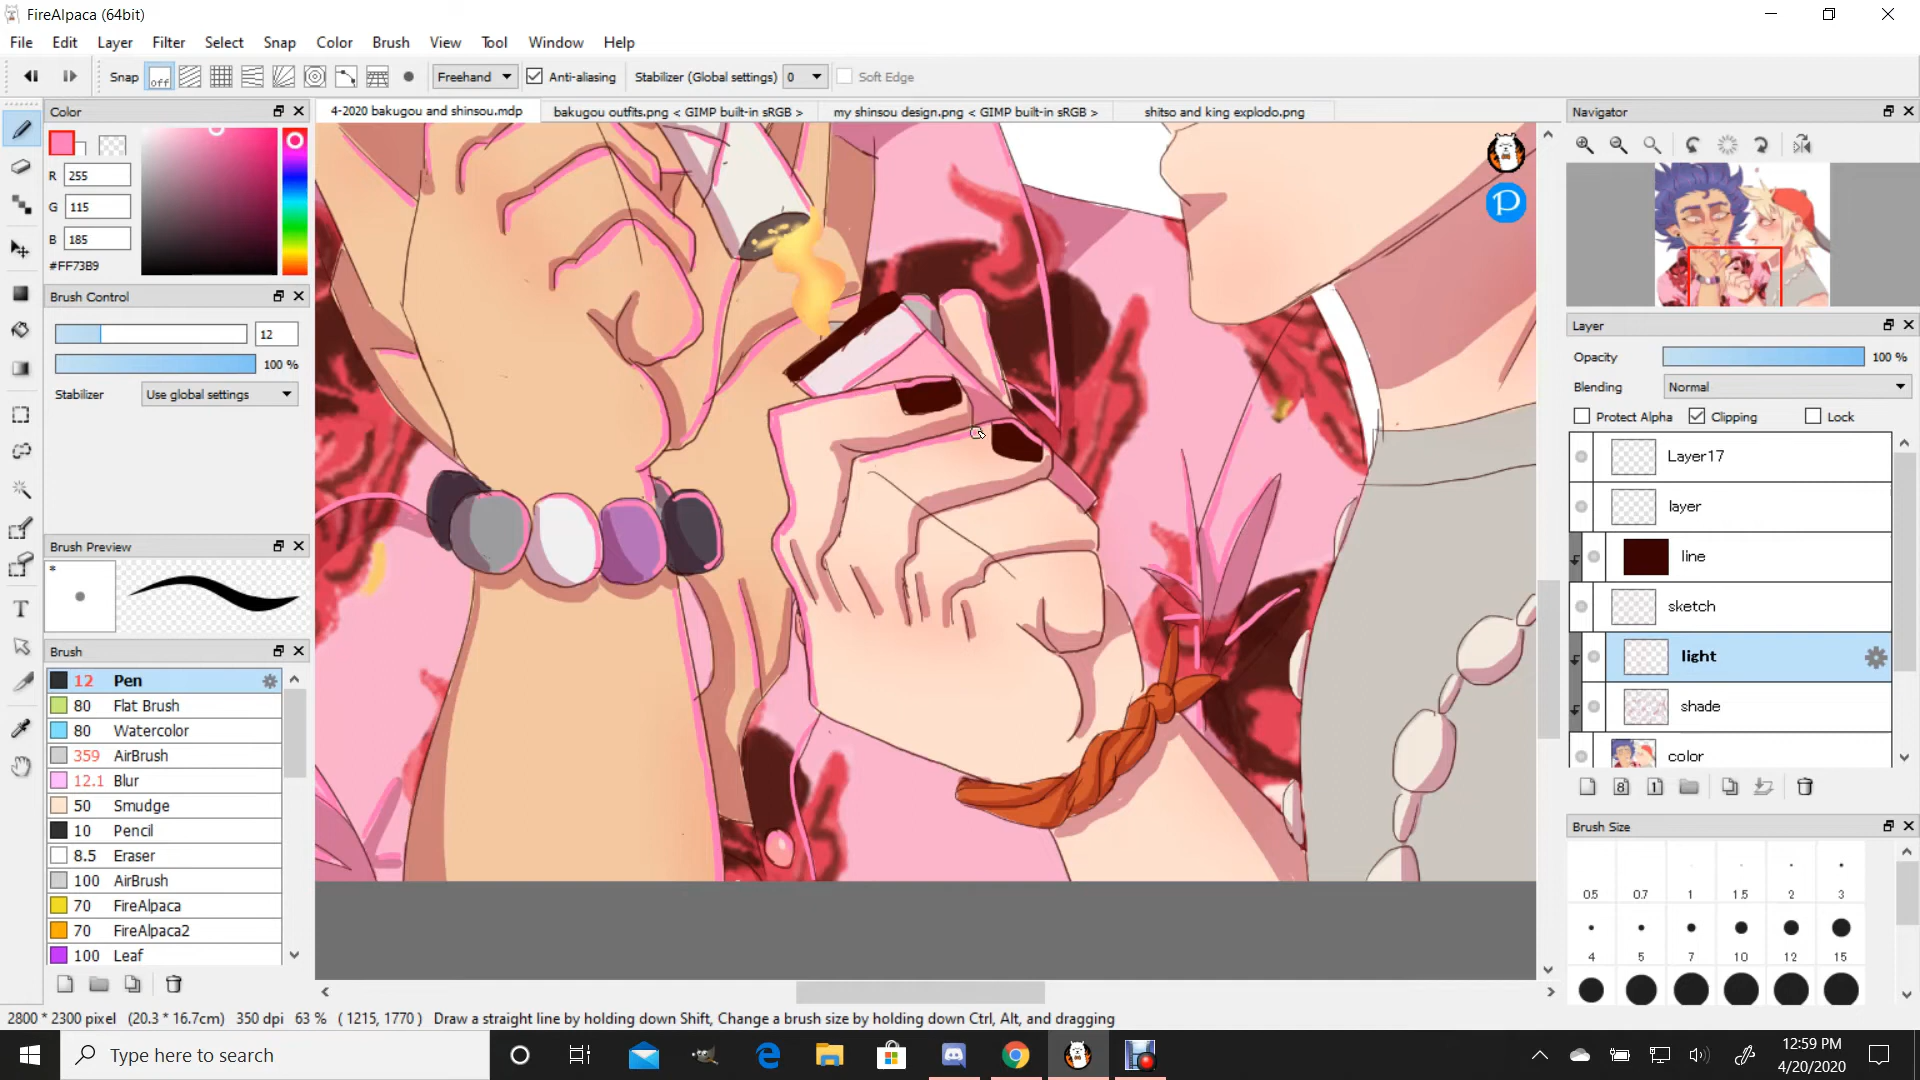 FireAlpaca (64bit)
File Edit Layer Filter Select Snap Color Brush View Tool Window Help
Snap off Freehand Anti-aliasing Stabilizer (Global settings) 0 Soft Edge
Color
4-2020 bakugou and shinsou.mdp bakugou outfits.png < GIMP built-in sRGB > my shinsou design.png < GIMP built-in sRGB > shitso and king explodo.png
Navigator
R 255
G 115
B 185
#FF73B9
P
Brush Control
12
100 %
Stabilizer Use global settings
Layer
Opacity 100 %
Blending Normal
Protect Alpha Clipping Lock
Layer17
layer
line
sketch
light
shade
color
8 1
Brush Preview
*
Brush
12 Pen
80 Flat Brush
80 Watercolor
359 AirBrush
12.1 Blur
50 Smudge
10 Pencil
8.5 Eraser
100 AirBrush
70 FireAlpaca
70 FireAlpaca2
100 Leaf
T
Brush Size
0.5 0.7 1 1.5 2 3
4 5 7 10 12 15
2800 * 2300 pixel (20.3 * 16.7cm) 350 dpi 63 % ( 1215, 1770 ) Draw a straight line by holding down Shift, Change a brush size by holding down Ctrl, Alt, and dragging
Type here to search
12:59 PM
4/20/2020